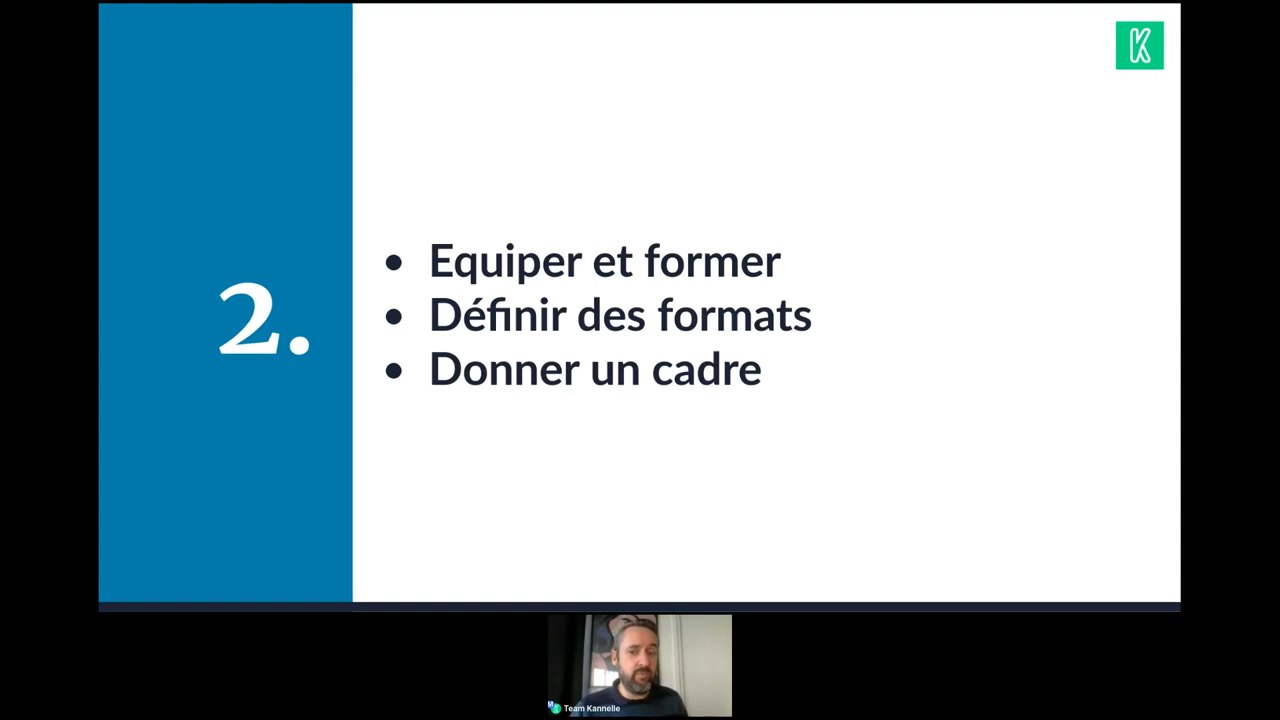 K
2.
• Equiper et former
• Définir des formats
• Donner un cadre
Team Kannelle